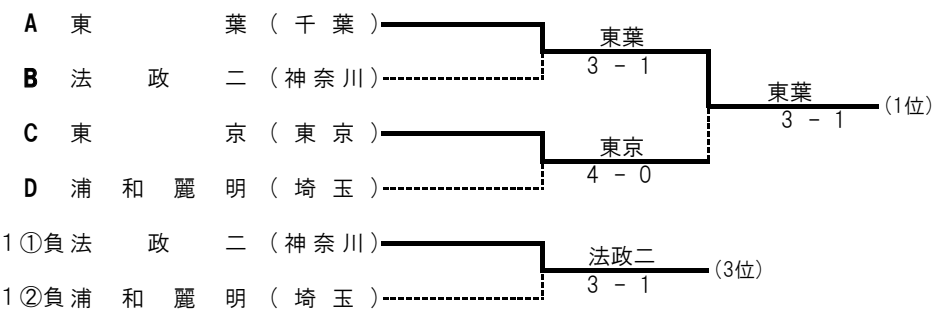 A 東葉（千葉）
東葉
3 - 1
B 法政二（神奈川）
東葉 (1位)
3 - 1
C 東京（東京）
東京
4 - 0
D 浦和麗明（埼玉）
1①負 法政二（神奈川）
法政二 (3位)
3 - 1
1②負 浦和麗明（埼玉）